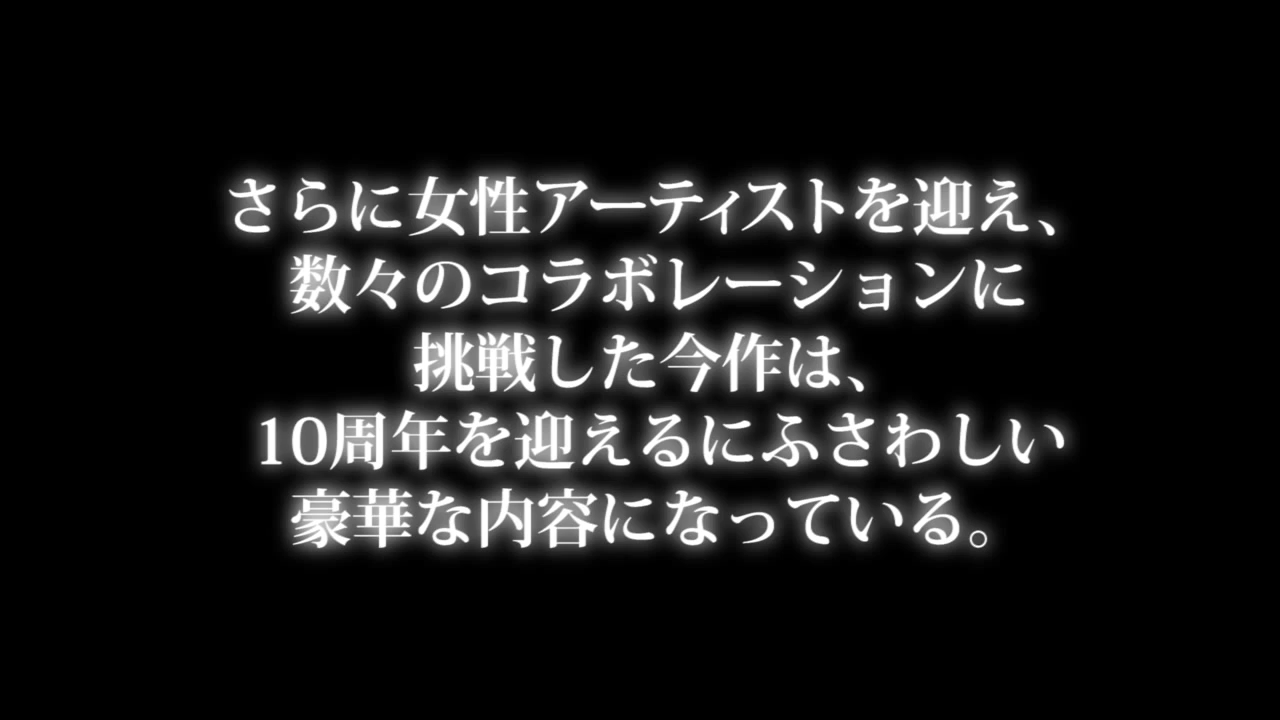 さらに女性アーティストを迎え、
数々のコラボレーションに
挑戦した今作は、
10周年を迎えるにふさわしい
豪華な内容になっている。